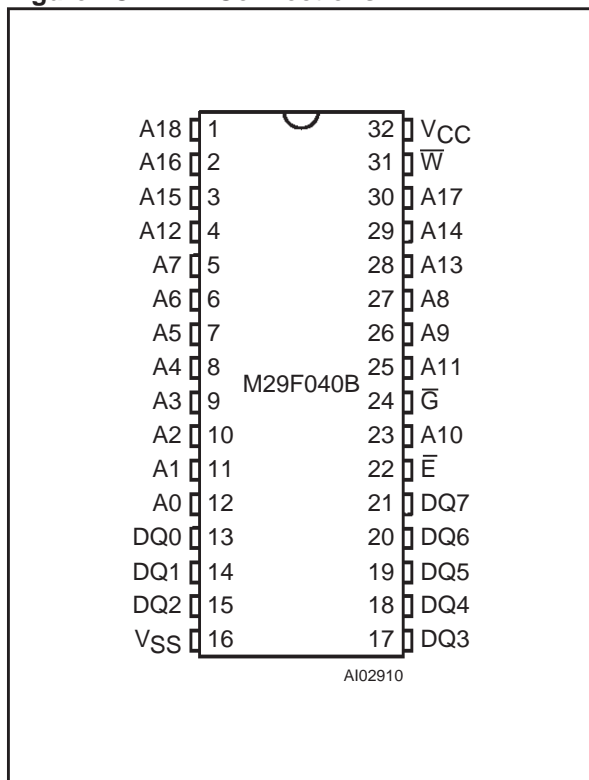 A18 1 32 VCC
A16 2 31 W̅
A15 3 30 A17
A12 4 29 A14
A7 5 28 A13
A6 6 27 A8
A5 7 26 A9
A4 8 25 A11
M29F040B
A3 9 24 G̅
A2 10 23 A10
A1 11 22 E̅
A0 12 21 DQ7
DQ0 13 20 DQ6
DQ1 14 19 DQ5
DQ2 15 18 DQ4
VSS 16 17 DQ3
AI02910